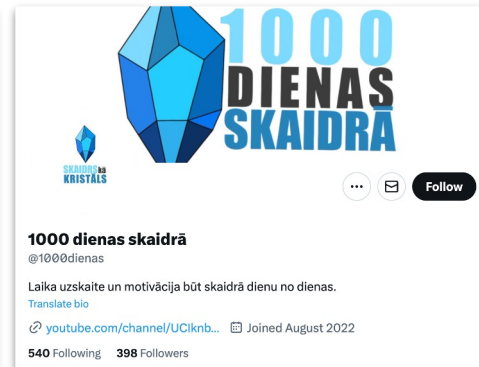 1000
DIENAS
SKAIDRĀ
SKAIDRS kā
KRISTĀLS
Follow
1000 dienas skaidrā
@1000dienas
Laika uzskaite un motivācija būt skaidrā dienu no dienas.
Translate bio
youtube.com/channel/UCIknb... Joined August 2022
540 Following 398 Followers